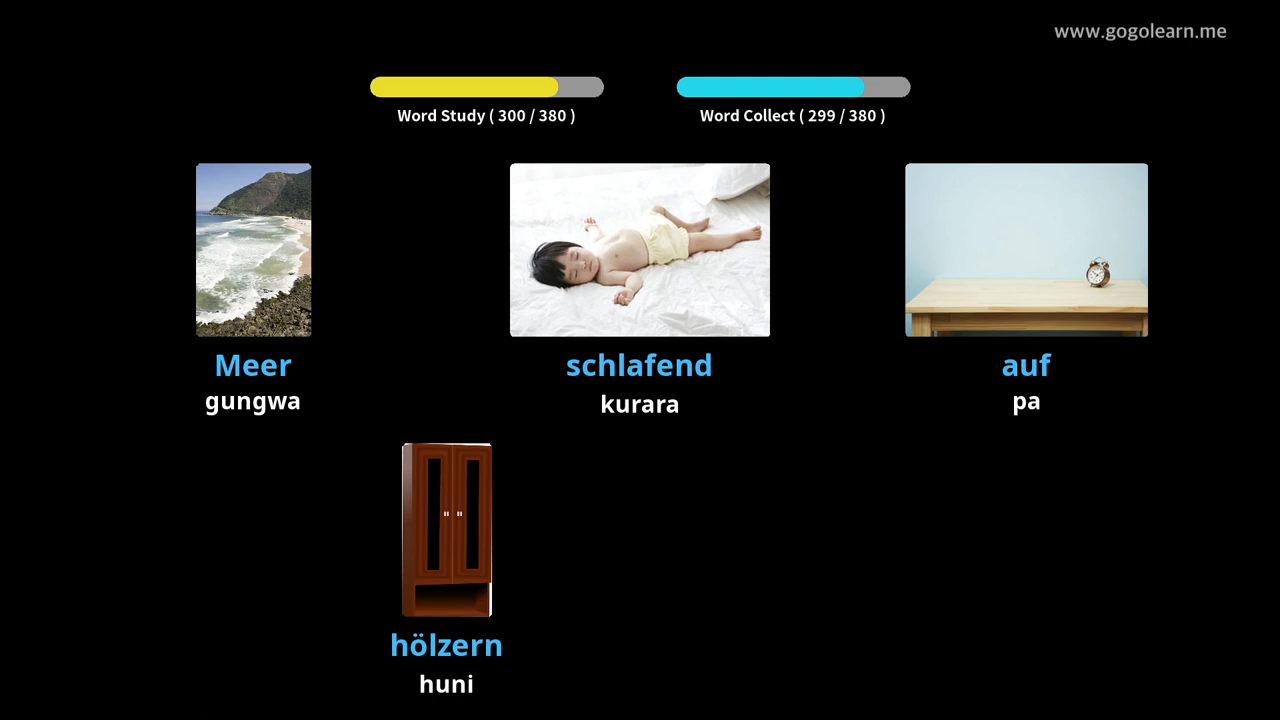 www.gogolearn.me
Word Study ( 300 / 380 )
Word Collect ( 299 / 380 )
Meer
gungwa
schlafend
kurara
auf
pa
hölzern
huni